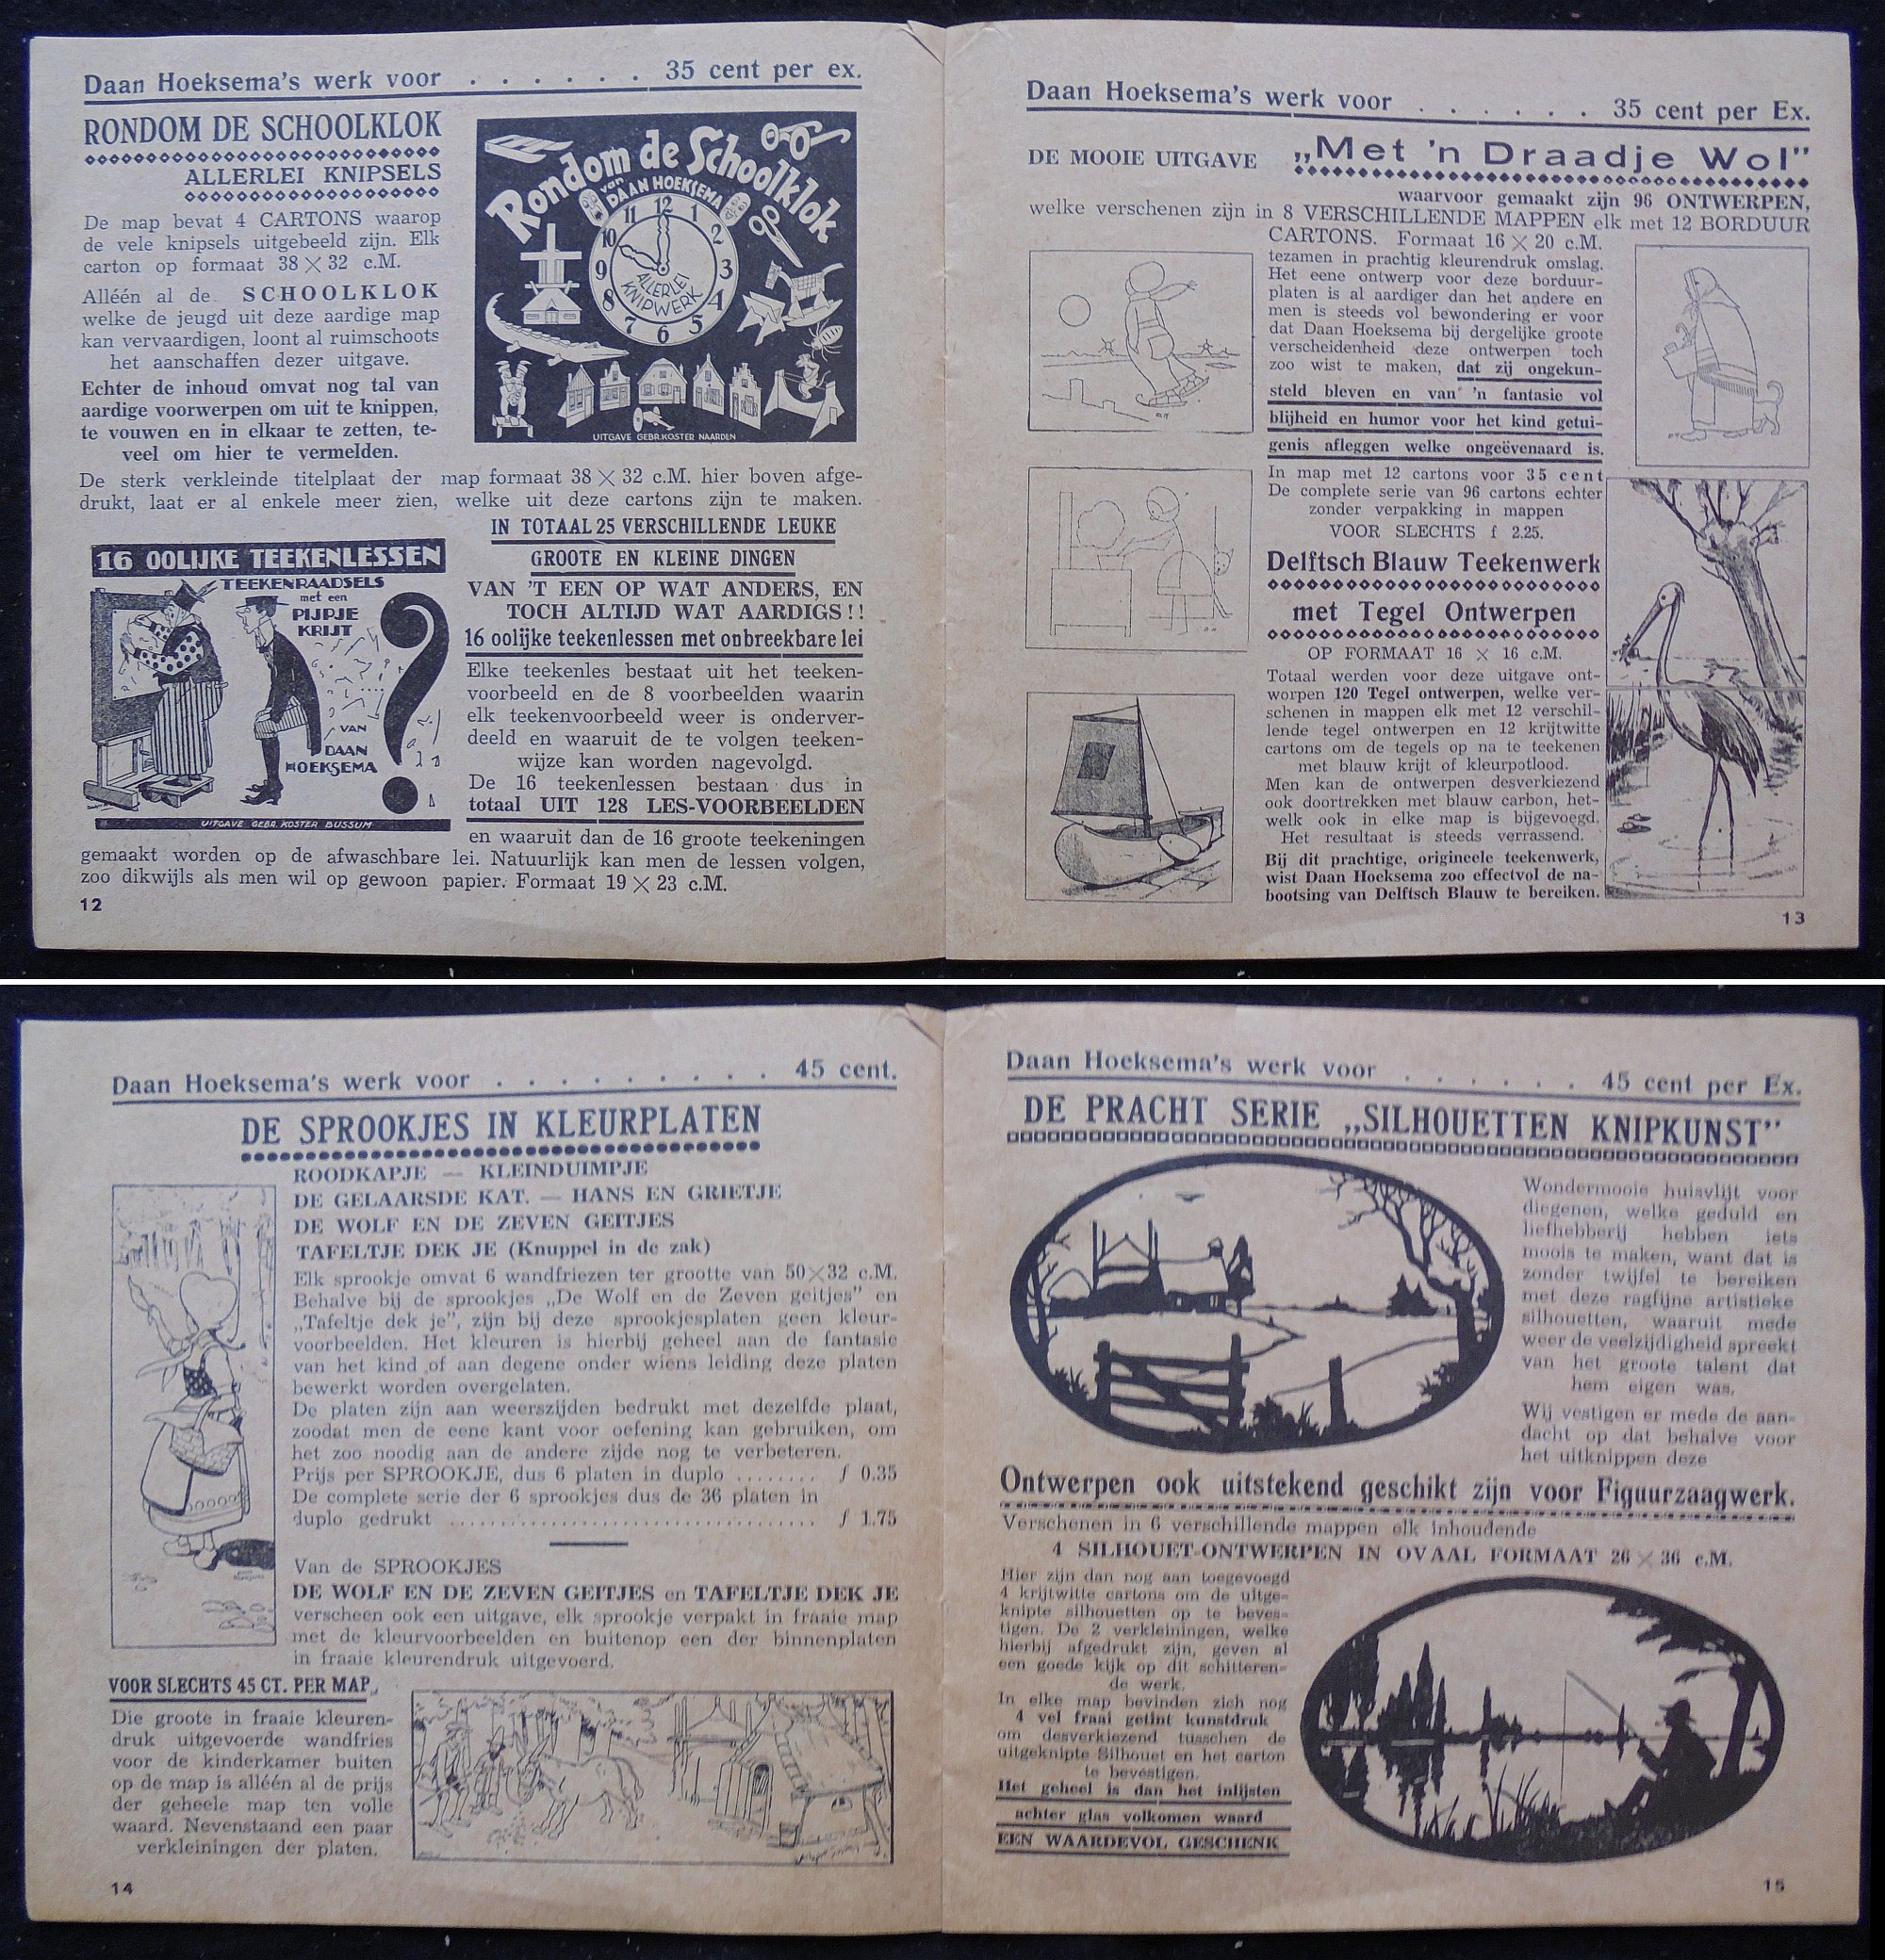 Daan Hoeksema's werk voor . . . . . . 35 cent per ex.
RONDOM DE SCHOOLKLOK
ALLERLEI KNIPSELS
De map bevat 4 CARTONS waarop
de vele knipsels uitgebeeld zijn. Elk
carton op formaat 38 × 32 c.M.
Alléén al de SCHOOLKLOK
welke de jeugd uit deze aardige map
kan vervaardigen, loont al ruimschoots
het aanschaffen dezer uitgave.
Echter de inhoud omvat nog tal van
aardige voorwerpen om uit te knippen,
te vouwen en in elkaar te zetten, te-
veel om hier te vermelden.
Rondom de Schoolklok
van
DAAN HOEKSEMA
12 1 2 3 4 5 6 7 8 9 10 11
ALLERLEI
KNIPWERK
UITGAVE GEBR. KOSTER NAARDEN
De sterk verkleinde titelplaat der map formaat 38 × 32 c.M. hier boven afge-
drukt, laat er al enkele meer zien, welke uit deze cartons zijn te maken.
IN TOTAAL 25 VERSCHILLENDE LEUKE
GROOTE EN KLEINE DINGEN
VAN 'T EEN OP WAT ANDERS, EN
TOCH ALTIJD WAT AARDIGS!!
16 oolijke teekenlessen met onbreekbare lei
16 OOLIJKE TEEKENLESSEN
TEEKENRAADSELS
met een
PIJPJE
KRIJT
?
VAN
DAAN
HOEKSEMA
UITGAVE GEBR. KOSTER BUSSUM
Elke teekenles bestaat uit het teeken-
voorbeeld en de 8 voorbeelden waarin
elk teekenvoorbeeld weer is onderver-
deeld en waaruit de te volgen teeken-
wijze kan worden nagevolgd.
De 16 teekenlessen bestaan dus in
totaal UIT 128 LES-VOORBEELDEN
en waaruit dan de 16 groote teekeningen
gemaakt worden op de afwaschbare lei. Natuurlijk kan men de lessen volgen,
zoo dikwijls als men wil op gewoon papier. Formaat 19 × 23 c.M.
12
Daan Hoeksema's werk voor . . . . . . 35 cent per Ex.
DE MOOIE UITGAVE „Met 'n Draadje Wol”
waarvoor gemaakt zijn 96 ONTWERPEN,
welke verschenen zijn in 8 VERSCHILLENDE MAPPEN elk met 12 BORDUUR
CARTONS. Formaat 16 × 20 c.M.
tezamen in prachtig kleurendruk omslag.
Het eene ontwerp voor deze borduur-
platen is al aardiger dan het andere en
men is steeds vol bewondering er voor
dat Daan Hoeksema bij dergelijke groote
verscheidenheid deze ontwerpen toch
zoo wist te maken, dat zij ongekun-
steld bleven en van 'n fantasie vol
blijheid en humor voor het kind getui-
genis afleggen welke ongeëvenaard is.
In map met 12 cartons voor 35 cent
De complete serie van 96 cartons echter
zonder verpakking in mappen
VOOR SLECHTS f 2.25.
Delftsch Blauw Teekenwerk
met Tegel Ontwerpen
OP FORMAAT 16 × 16 c.M.
Totaal werden voor deze uitgave ont-
worpen 120 Tegel ontwerpen, welke ver-
schenen in mappen elk met 12 verschil-
lende tegel ontwerpen en 12 krijtwitte
cartons om de tegels op na te teekenen
met blauw krijt of kleurpotlood.
Men kan de ontwerpen desverkiezend
ook doortrekken met blauw carbon, het-
welk ook in elke map is bijgevoegd.
Het resultaat is steeds verrassend.
Bij dit prachtige, origineele teekenwerk,
wist Daan Hoeksema zoo effectvol de na-
bootsing van Delftsch Blauw te bereiken.
13
Daan Hoeksema's werk voor . . . . . . . . . 45 cent.
DE SPROOKJES IN KLEURPLATEN
ROODKAPJE — KLEINDUIMPJE
DE GELAARSDE KAT. — HANS EN GRIETJE
DE WOLF EN DE ZEVEN GEITJES
TAFELTJE DEK JE (Knuppel in de zak)
Elk sprookje omvat 6 wandfriezen ter grootte van 50×32 c.M.
Behalve bij de sprookjes „De Wolf en de Zeven geitjes” en
„Tafeltje dek je”, zijn bij deze sprookjesplaten geen kleur-
voorbeelden. Het kleuren is hierbij geheel aan de fantasie
van het kind of aan degene onder wiens leiding deze platen
bewerkt worden overgelaten.
De platen zijn aan weerszijden bedrukt met dezelfde plaat,
zoodat men de eene kant voor oefening kan gebruiken, om
het zoo noodig aan de andere zijde nog te verbeteren.
Prijs per SPROOKJE, dus 6 platen in duplo ........ f 0.35
De complete serie der 6 sprookjes dus de 36 platen in
duplo gedrukt .................................... f 1.75
Van de SPROOKJES
DE WOLF EN DE ZEVEN GEITJES en TAFELTJE DEK JE
verscheen ook een uitgave, elk sprookje verpakt in fraaie map
met de kleurvoorbeelden en buitenop een der binnenplaten
in fraaie kleurendruk uitgevoerd.
VOOR SLECHTS 45 CT. PER MAP
Die groote in fraaie kleuren-
druk uitgevoerde wandfries
voor de kinderkamer buiten
op de map is alléén al de prijs
der geheele map ten volle
waard. Nevenstaand een paar
verkleiningen der platen.
14
Daan Hoeksema's werk voor . . . . . . 45 cent per Ex.
DE PRACHT SERIE „SILHOUETTEN KNIPKUNST”
Wondermooie huisvlijt voor
diegenen, welke geduld en
liefhebberij hebben iets
moois te maken, want dat is
zonder twijfel te bereiken
met deze ragfijne artistieke
silhouetten, waaruit mede
weer de veelzijdigheid spreekt
van het groote talent dat
hem eigen was.
Wij vestigen er mede de aan-
dacht op dat behalve voor
het uitknippen deze
Ontwerpen ook uitstekend geschikt zijn voor Figuurzaagwerk.
Verschenen in 6 verschillende mappen elk inhoudende
4 SILHOUET-ONTWERPEN IN OVAAL FORMAAT 26 × 36 c.M.
Hier zijn dan nog aan toegevoegd
4 krijtwitte cartons om de uitge-
knipte silhouetten op te beves-
tigen. De 2 verkleiningen, welke
hierbij afgedrukt zijn, geven al
een goede kijk op dit schitteren-
de werk.
In elke map bevinden zich nog
4 vel fraai getint kunstdruk
om desverkiezend tusschen de
uitgeknipte Silhouet en het carton
te bevestigen.
Het geheel is dan het inlijsten
achter glas volkomen waard
EEN WAARDEVOL GESCHENK
15